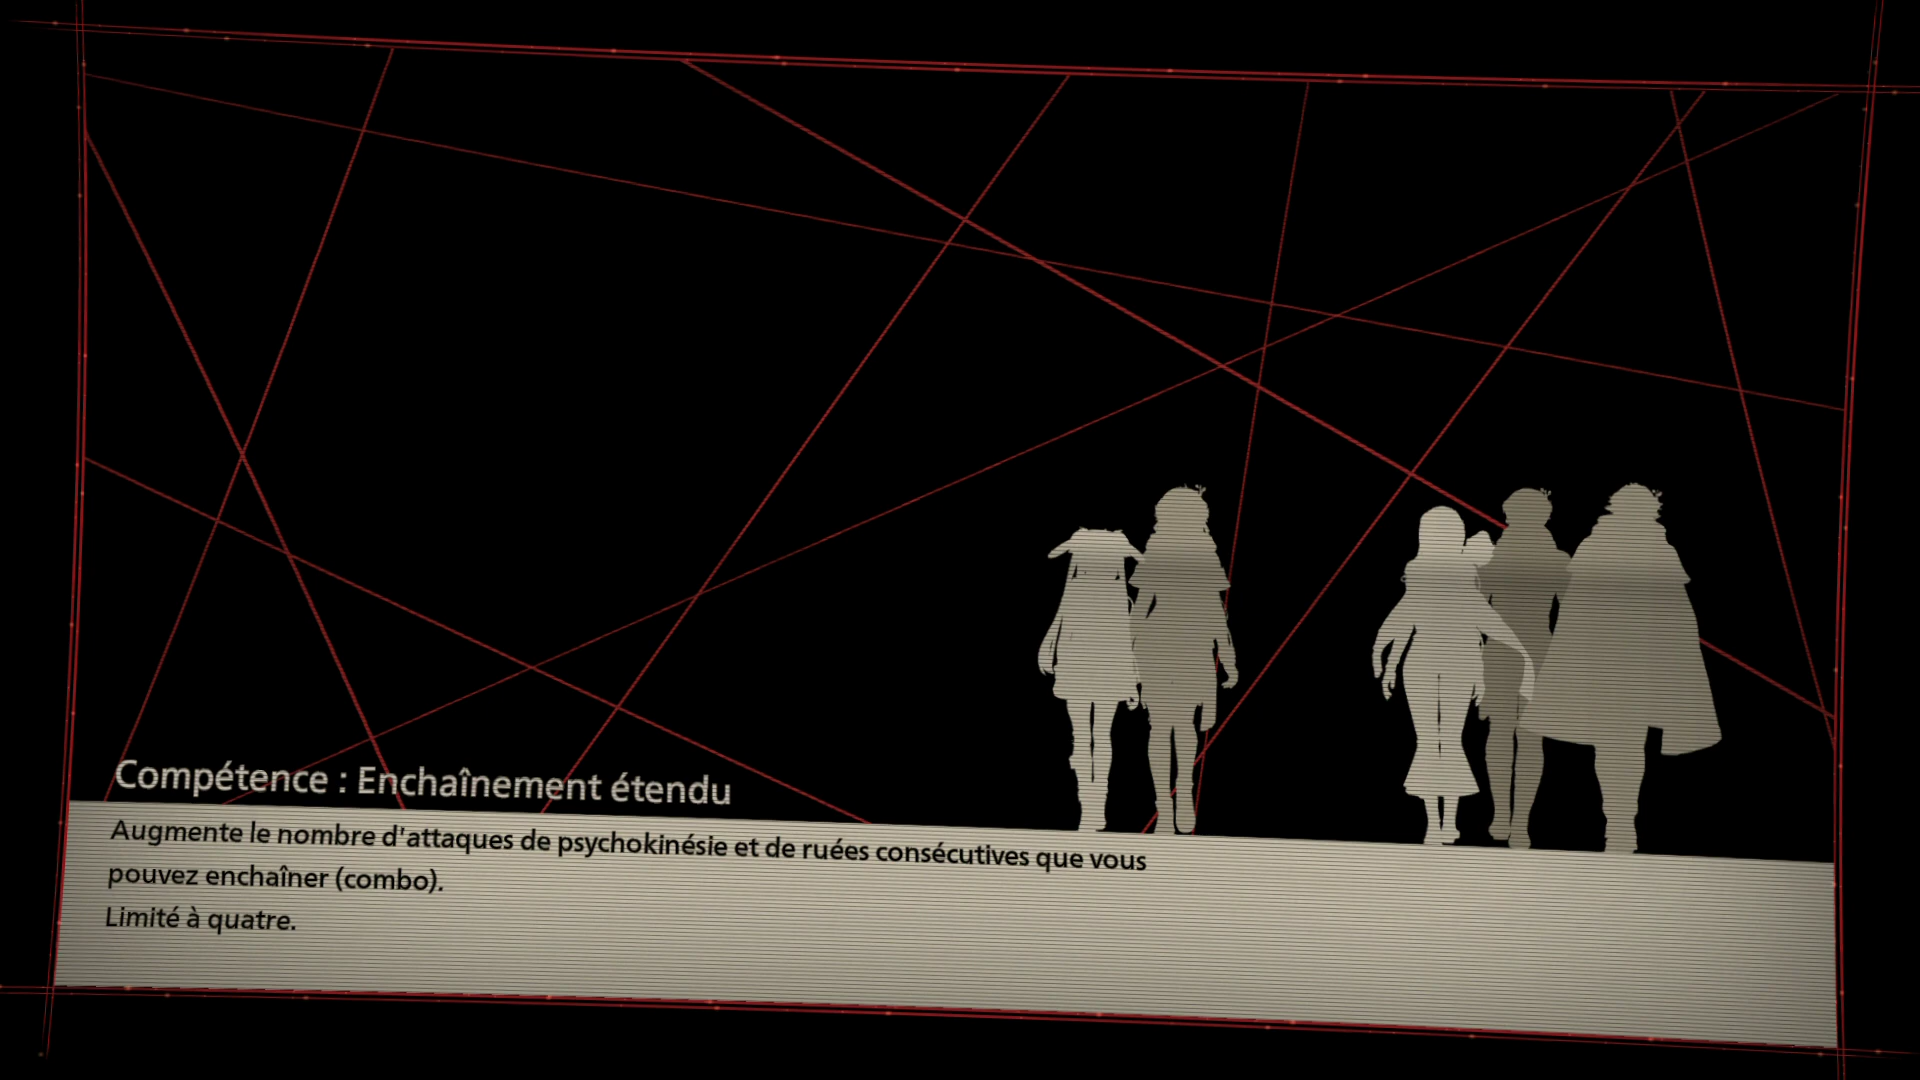 Compétence : Enchaînement étendu
Augmente le nombre d'attaques de psychokinésie et de ruées consécutives que vous
pouvez enchaîner (combo).
Limité à quatre.